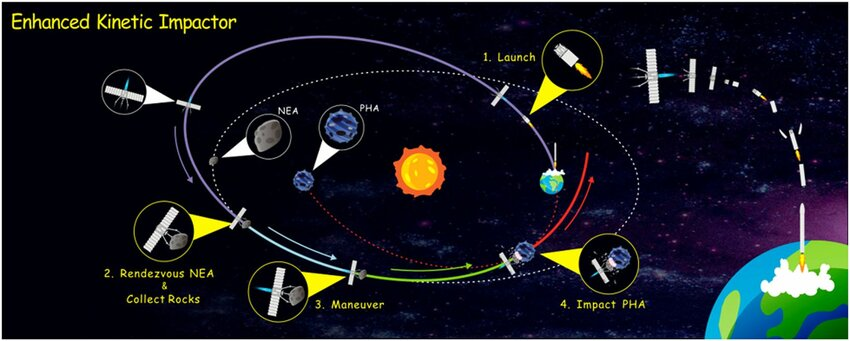 Enhanced Kinetic Impactor
1. Launch
NEA
PHA
2. Rendezvous NEA
&
Collect Rocks
3. Maneuver
4. Impact PHA